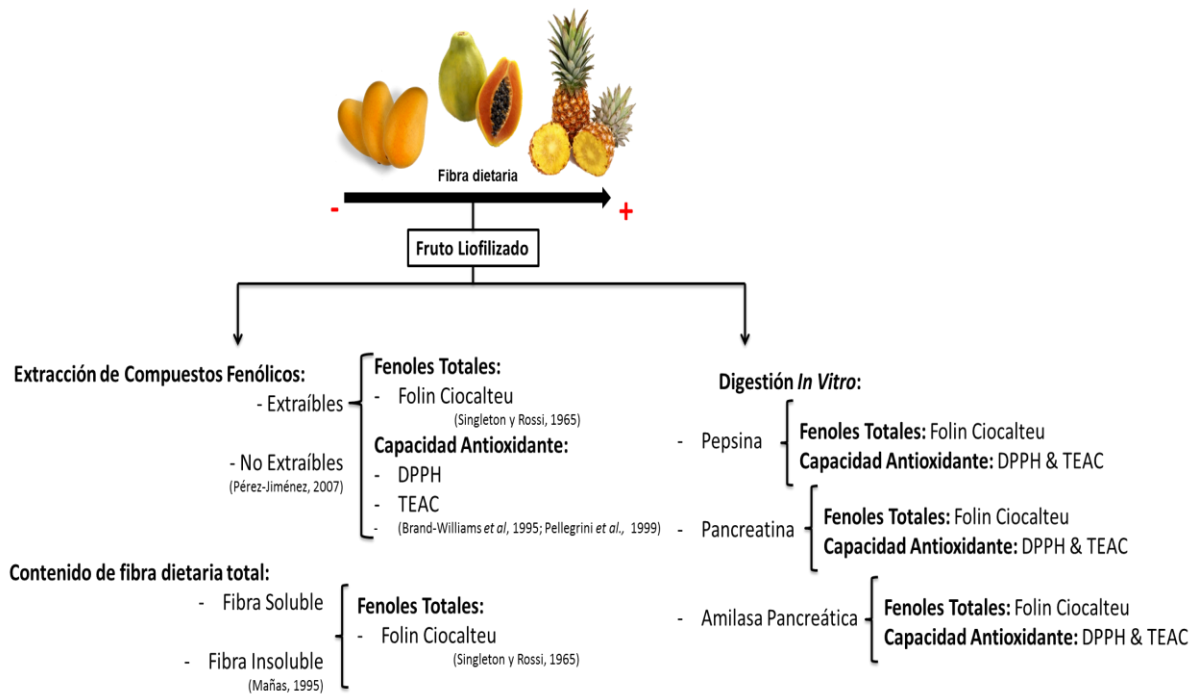 Fibra dietaria
- +
Fruto Liofilizado
Extracción de Compuestos Fenólicos:
- Extraíbles
- No Extraíbles
(Pérez-Jiménez, 2007)
Fenoles Totales:
- Folin Ciocalteu
(Singleton y Rossi, 1965)
Capacidad Antioxidante:
- DPPH
- TEAC
- (Brand-Williams et al, 1995; Pellegrini et al., 1999)
Contenido de fibra dietaria total:
- Fibra Soluble
- Fibra Insoluble
(Mañas, 1995)
Fenoles Totales:
- Folin Ciocalteu
(Singleton y Rossi, 1965)
Digestión In Vitro:
- Pepsina
Fenoles Totales: Folin Ciocalteu
Capacidad Antioxidante: DPPH & TEAC
- Pancreatina
Fenoles Totales: Folin Ciocalteu
Capacidad Antioxidante: DPPH & TEAC
- Amilasa Pancreática
Fenoles Totales: Folin Ciocalteu
Capacidad Antioxidante: DPPH & TEAC